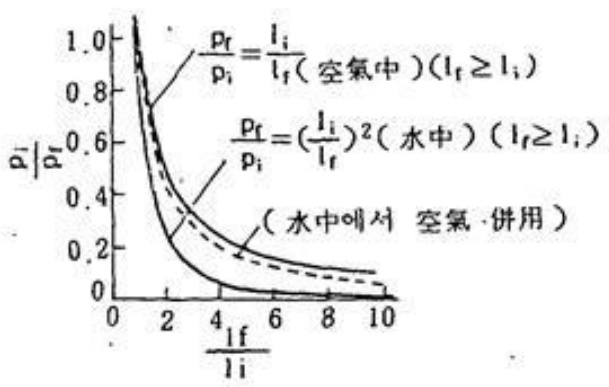 1.0
0.8
0.6
0.4
0.2
0
pi/pf
pf/pi = li/lf (空氣中)(lf ≥ li)
pf/pi = (li/lf)² (水中) (lf ≥ li)
(水中에서 空氣·併用)
0 2 4 6 8 10
lf/li